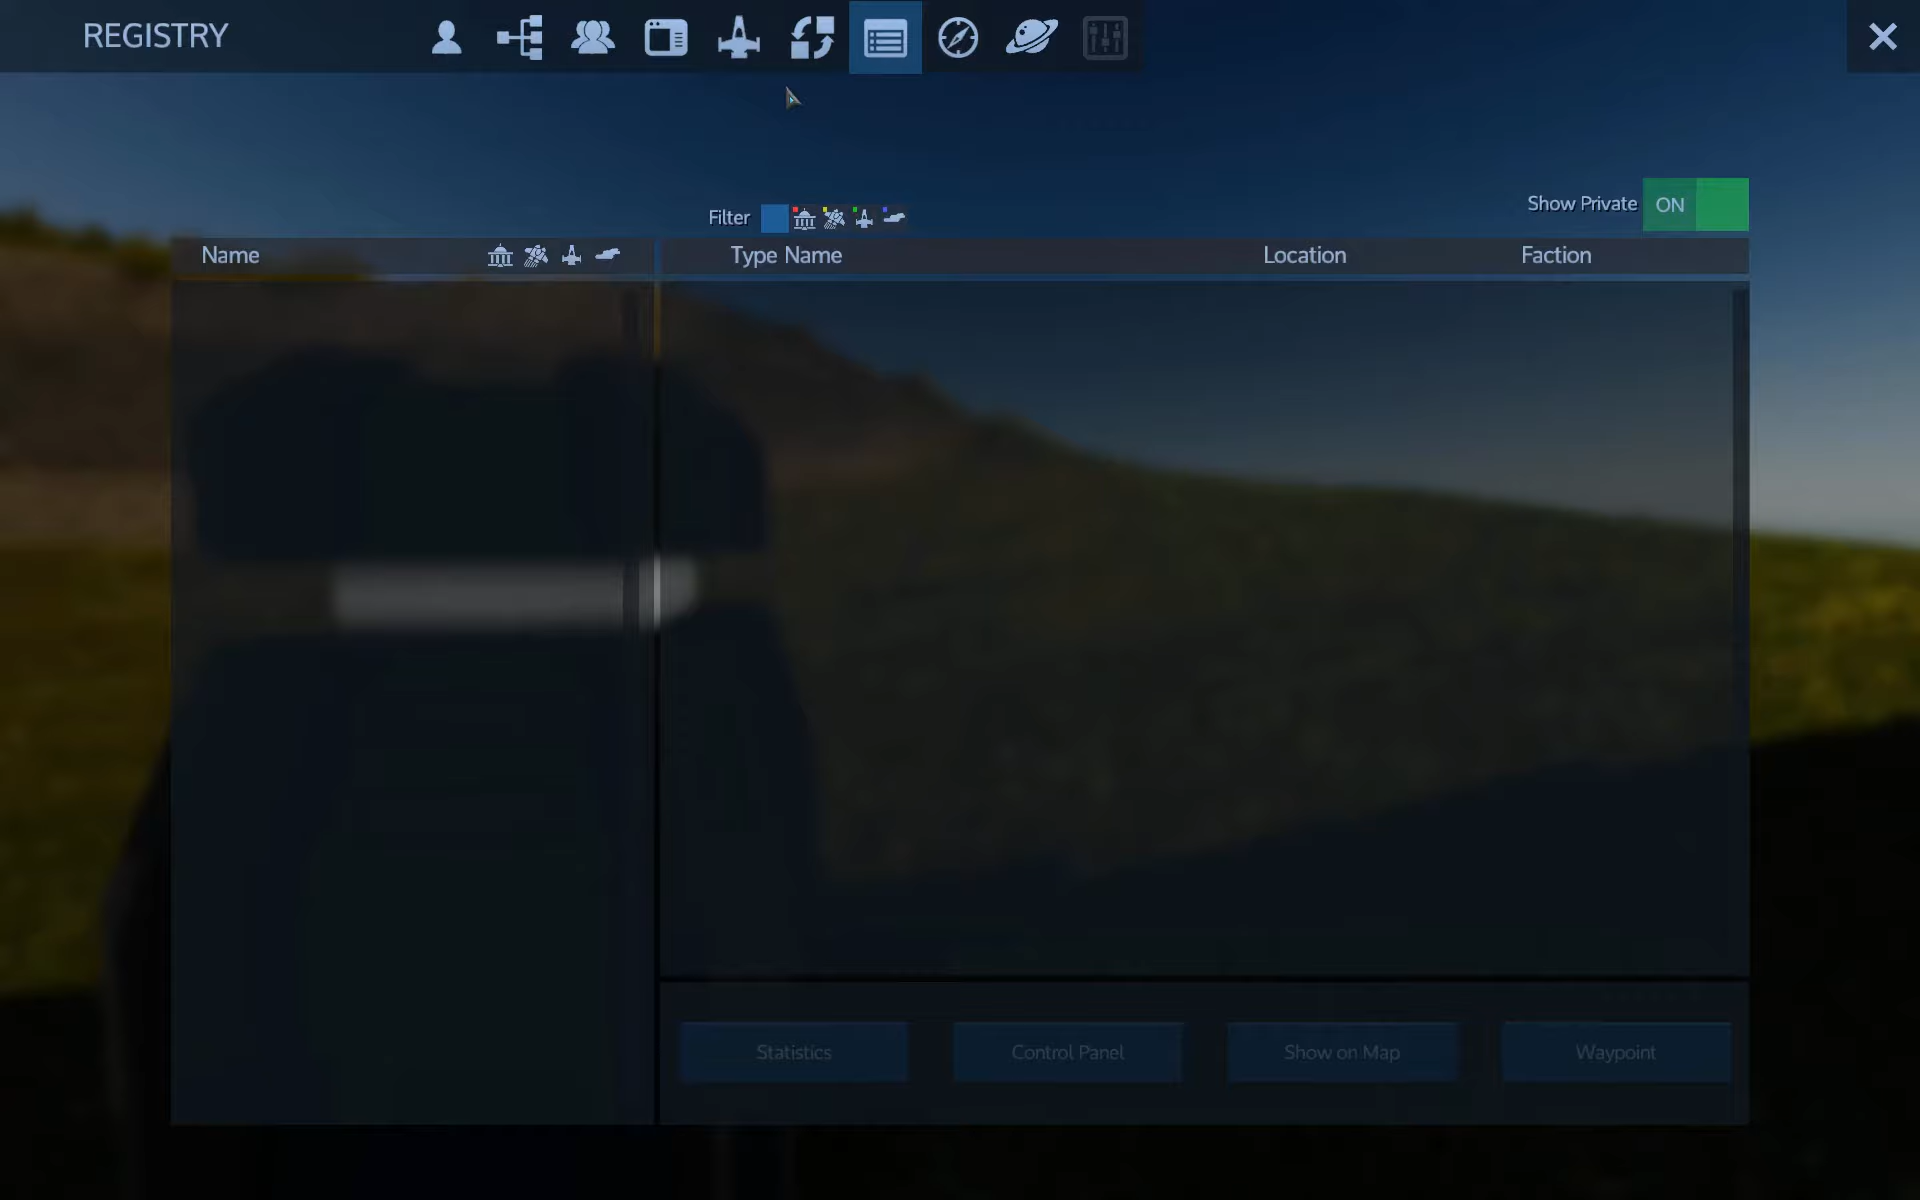 REGISTRY
Show Private ON
Filter
Name Type Name Location Faction
Statistics Control Panel Show on Map Waypoint